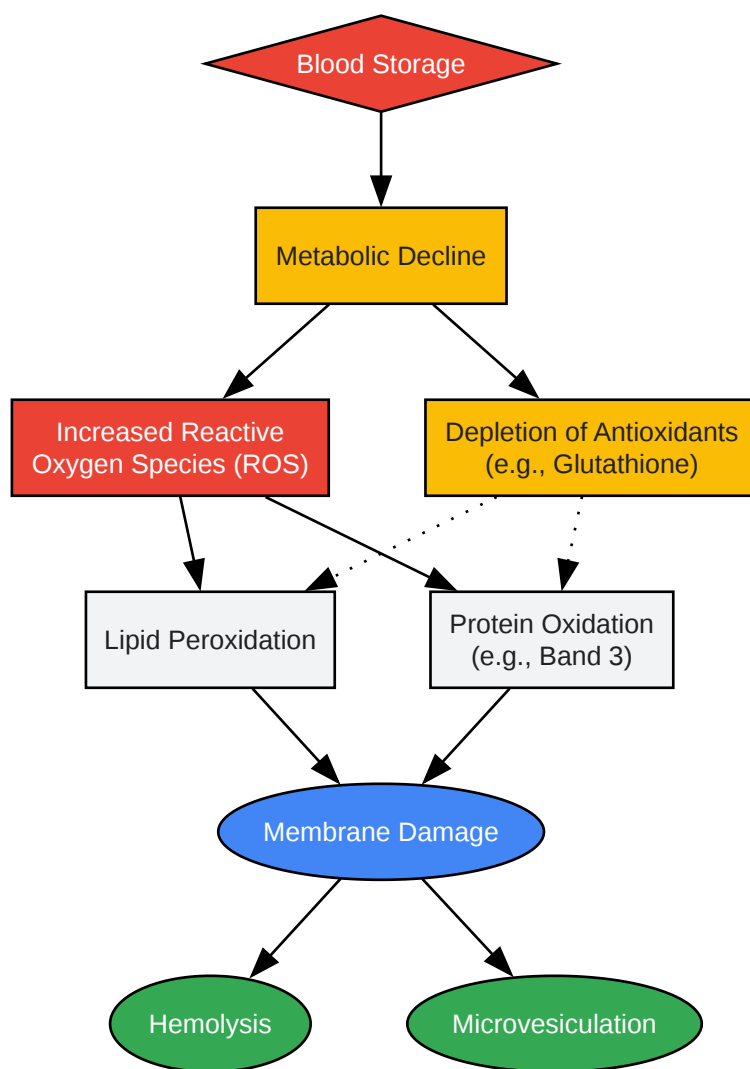 Blood Storage
Metabolic Decline
Increased Reactive
Oxygen Species (ROS)
Depletion of Antioxidants
(e.g., Glutathione)
Lipid Peroxidation
Protein Oxidation
(e.g., Band 3)
Membrane Damage
Hemolysis
Microvesiculation